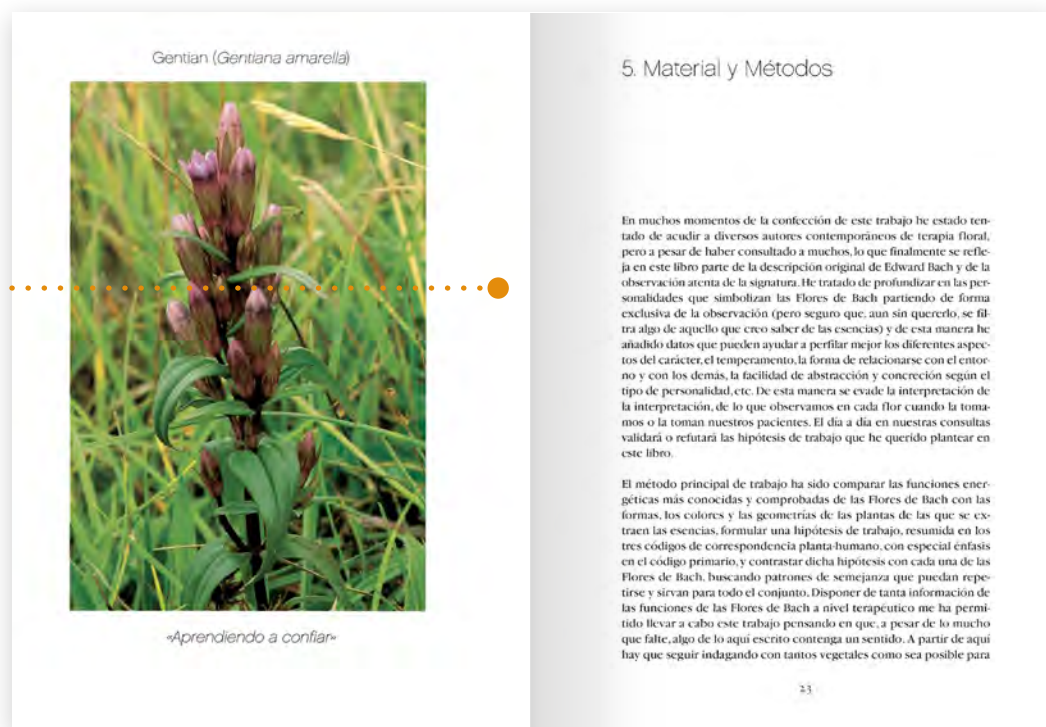 Gentian (Gentiana amarella)
«Aprendiendo a confiar»
5. Material y Métodos
En muchos momentos de la confección de este trabajo he estado ten-
tado de acudir a diversos autores contemporáneos de terapia floral,
pero a pesar de haber consultado a muchos, lo que finalmente se refle-
ja en este libro parte de la descripción original de Edward Bach y de la
observación atenta de la signatura. He tratado de profundizar en las per-
sonalidades que simbolizan las Flores de Bach partiendo de forma
exclusiva de la observación (pero seguro que, aun sin quererlo, se fil-
tra algo de aquello que creo saber de las esencias) y de esta manera he
añadido datos que pueden ayudar a perfilar mejor los diferentes aspec-
tos del carácter, el temperamento, la forma de relacionarse con el entor-
no y con los demás, la facilidad de abstracción y concreción según el
tipo de personalidad, etc. De esta manera se evade la interpretación de
la interpretación, de lo que observamos en cada flor cuando la toma-
mos o la toman nuestros pacientes. El día a día en nuestras consultas
validará o refutará las hipótesis de trabajo que he querido plantear en
este libro.
El método principal de trabajo ha sido comparar las funciones ener-
géticas más conocidas y comprobadas de las Flores de Bach con las
formas, los colores y las geometrías de las plantas de las que se ex-
traen las esencias, formular una hipótesis de trabajo, resumida en los
tres códigos de correspondencia planta-humano, con especial énfasis
en el código primario, y contrastar dicha hipótesis con cada una de las
Flores de Bach, buscando patrones de semejanza que puedan repe-
tirse y sirvan para todo el conjunto. Disponer de tanta información de
las funciones de las Flores de Bach a nivel terapéutico me ha permi-
tido llevar a cabo este trabajo pensando en que, a pesar de lo mucho
que falte, algo de lo aquí escrito contenga un sentido. A partir de aquí
hay que seguir indagando con tantos vegetales como sea posible para
23